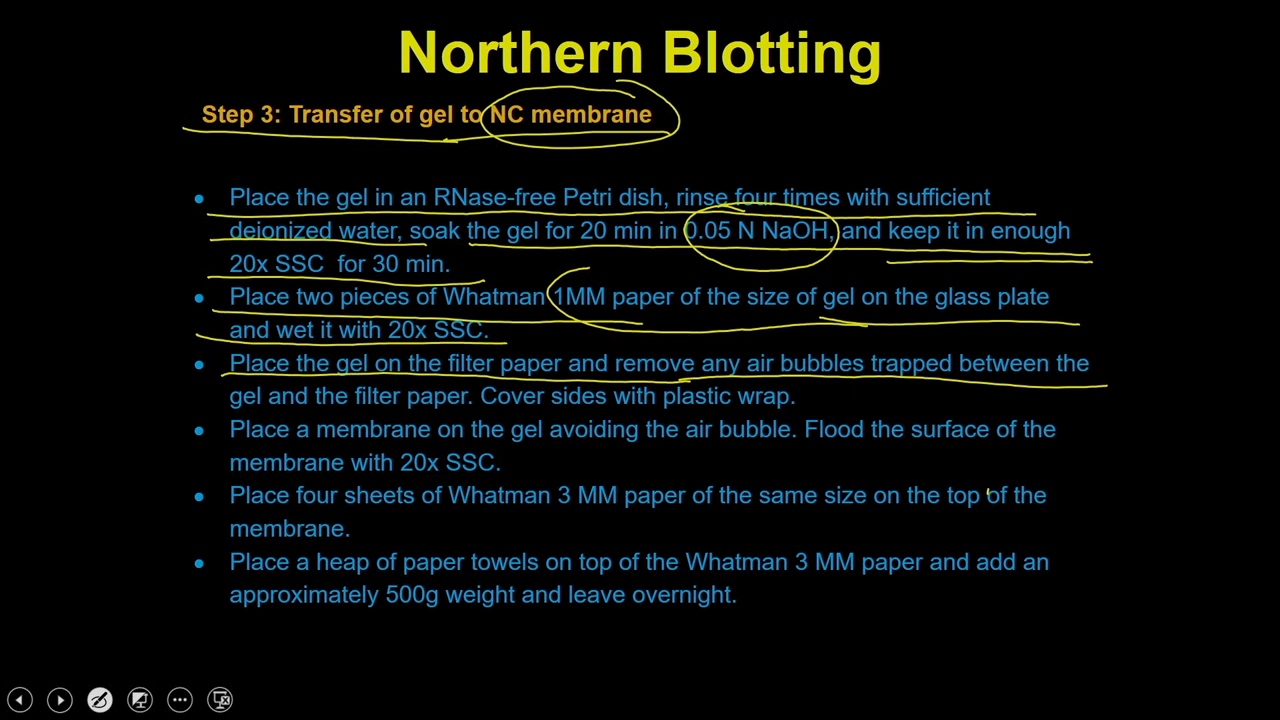 Northern Blotting
Step 3: Transfer of gel to NC membrane
• Place the gel in an RNase-free Petri dish, rinse four times with sufficient
deionized water, soak the gel for 20 min in 0.05 N NaOH, and keep it in enough
20x SSC for 30 min.
• Place two pieces of Whatman 1MM paper of the size of gel on the glass plate
and wet it with 20x SSC.
• Place the gel on the filter paper and remove any air bubbles trapped between the
gel and the filter paper. Cover sides with plastic wrap.
• Place a membrane on the gel avoiding the air bubble. Flood the surface of the
membrane with 20x SSC.
• Place four sheets of Whatman 3 MM paper of the same size on the top of the
membrane.
• Place a heap of paper towels on top of the Whatman 3 MM paper and add an
approximately 500g weight and leave overnight.